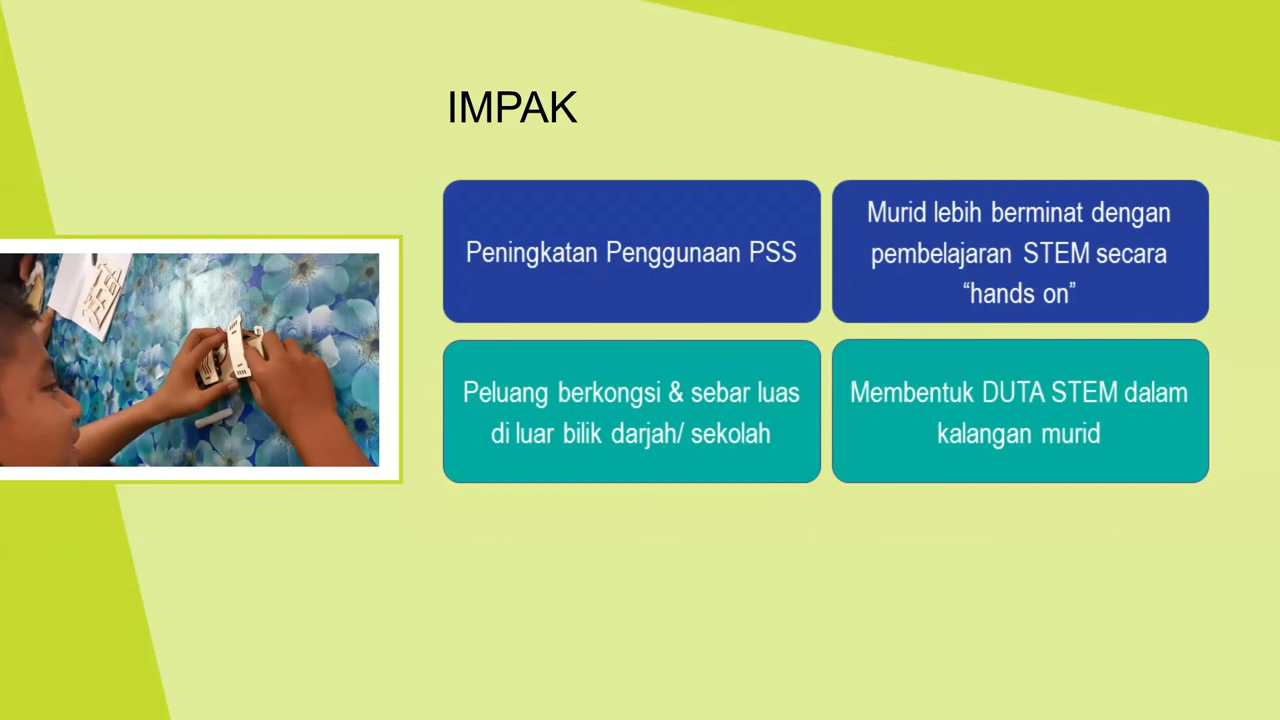 IMPAK
Peningkatan Penggunaan PSS
Murid lebih berminat dengan
pembelajaran STEM secara
“hands on”
Peluang berkongsi & sebar luas
di luar bilik darjah/ sekolah
Membentuk DUTA STEM dalam
kalangan murid